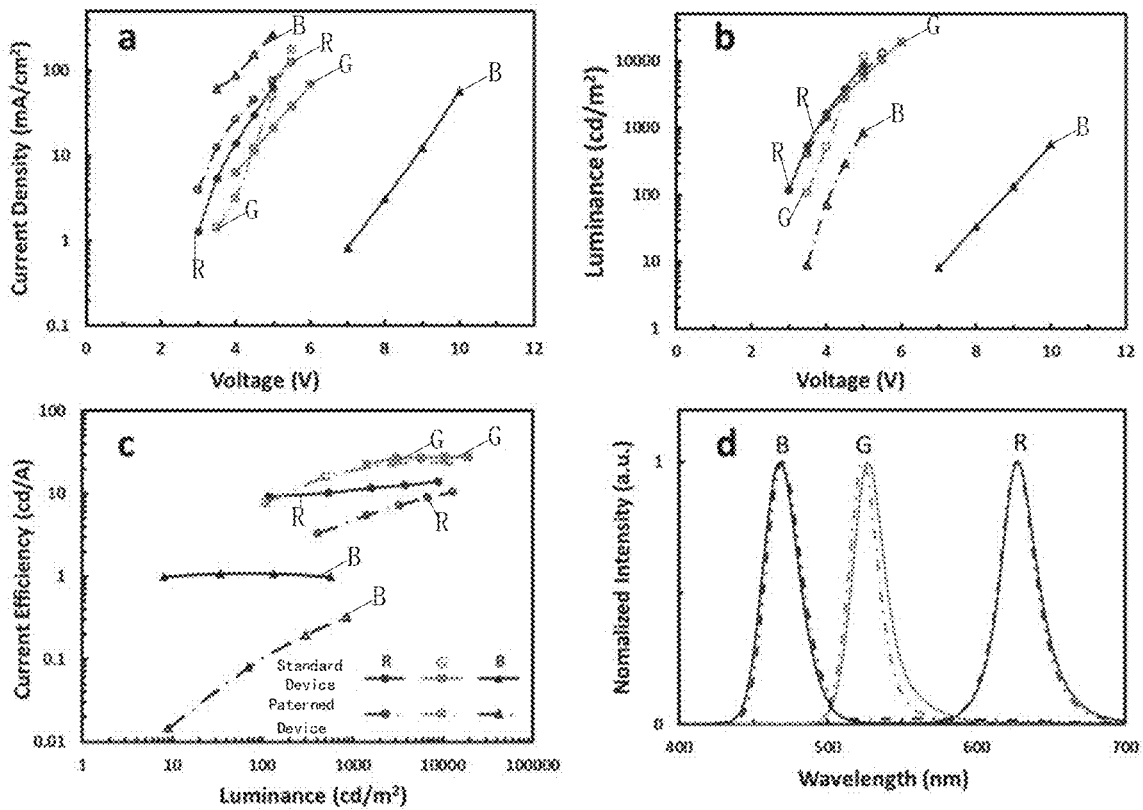 a
B
R
G
B
G
R
100
10
1
0.1
0 2 4 6 8 10 12
Current Density (mA/cm²)
Voltage (V)
b
G
R
B
R
G
B
10000
1000
100
10
1
0 2 4 6 8 10 12
Luminance (cd/m²)
Voltage (V)
c
G G
R R
B
B
100
10
1
0.1
0.01
1 10 100 1000 10000 100000
Current Efficiency (cd/A)
Luminance (cd/m²)
R G B
Standard
Device
Paterned
Device
d
B G R
1
0
400 500 600 700
Nomalized Intensity (a.u.)
Wavelength (nm)